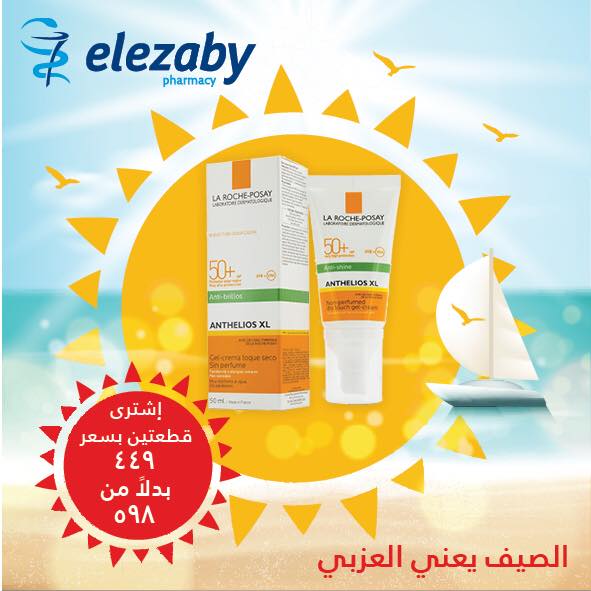 elezaby
pharmacy
LA ROCHE-POSAY
LABORATOIRE DERMATOLOGIQUE
50+
Anti-brillos
ANTHELIOS XL
Gel-crema toque seco
Sin perfume
50 ml
LA ROCHE-POSAY
LABORATOIRE DERMATOLOGIQUE
50+
Anti-shine
ANTHELIOS XL
Non-perfumed
dry touch gel-cream
إشترى
قطعتين بسعر
٤٤٩
بدلاً من
٥٩٨
الصيف يعني العزبي